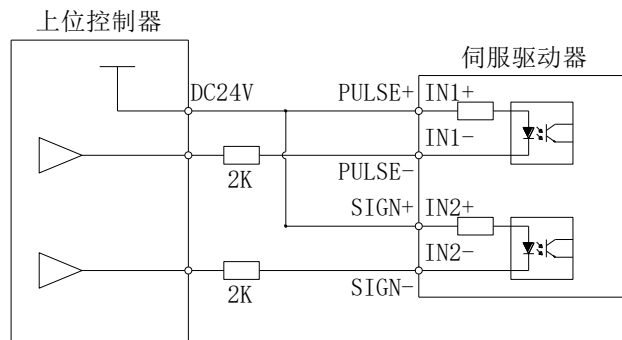 上位控制器
伺服驱动器
DC24V
PULSE+
IN1+
IN1-
2K
PULSE-
SIGN+
IN2+
IN2-
2K
SIGN-